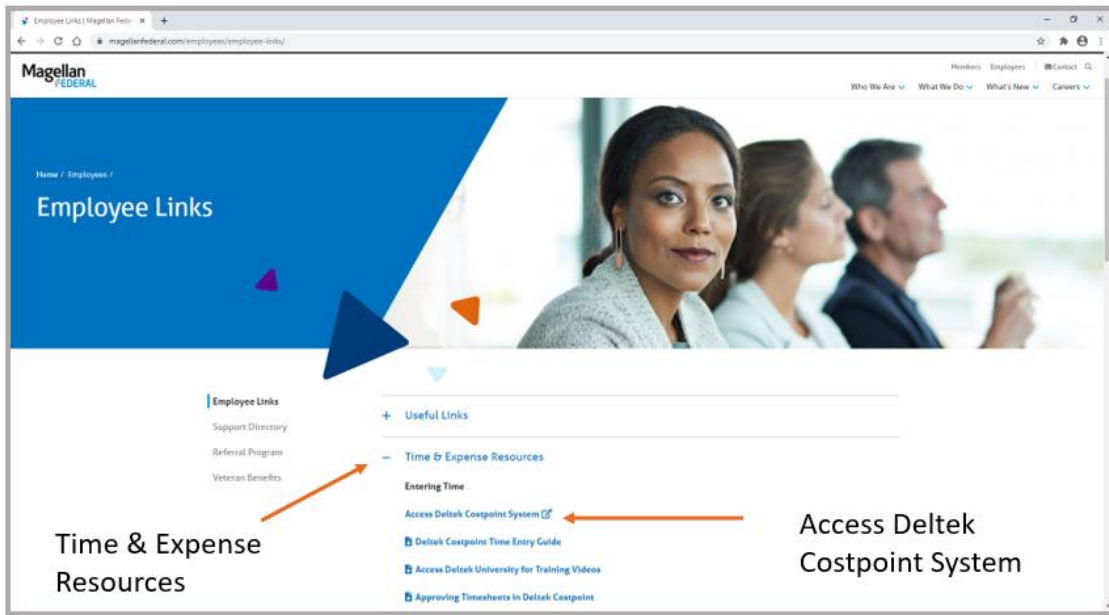 Employee Links | Magellan Feder
magellanfederal.com/employees/employee-links/
Magellan
FEDERAL
Members Employees Contact
Who We Are What We Do What's New Careers
Home / Employees /
Employee Links
Employee Links
Support Directory
Referral Program
Veteran Benefits
+ Useful Links
– Time & Expense Resources
Entering Time
Access Deltek Costpoint System
Deltek Costpoint Time Entry Guide
Access Deltek University for Training Videos
Approving Timesheets in Deltek Costpoint
Time & Expense
Resources
Access Deltek
Costpoint System